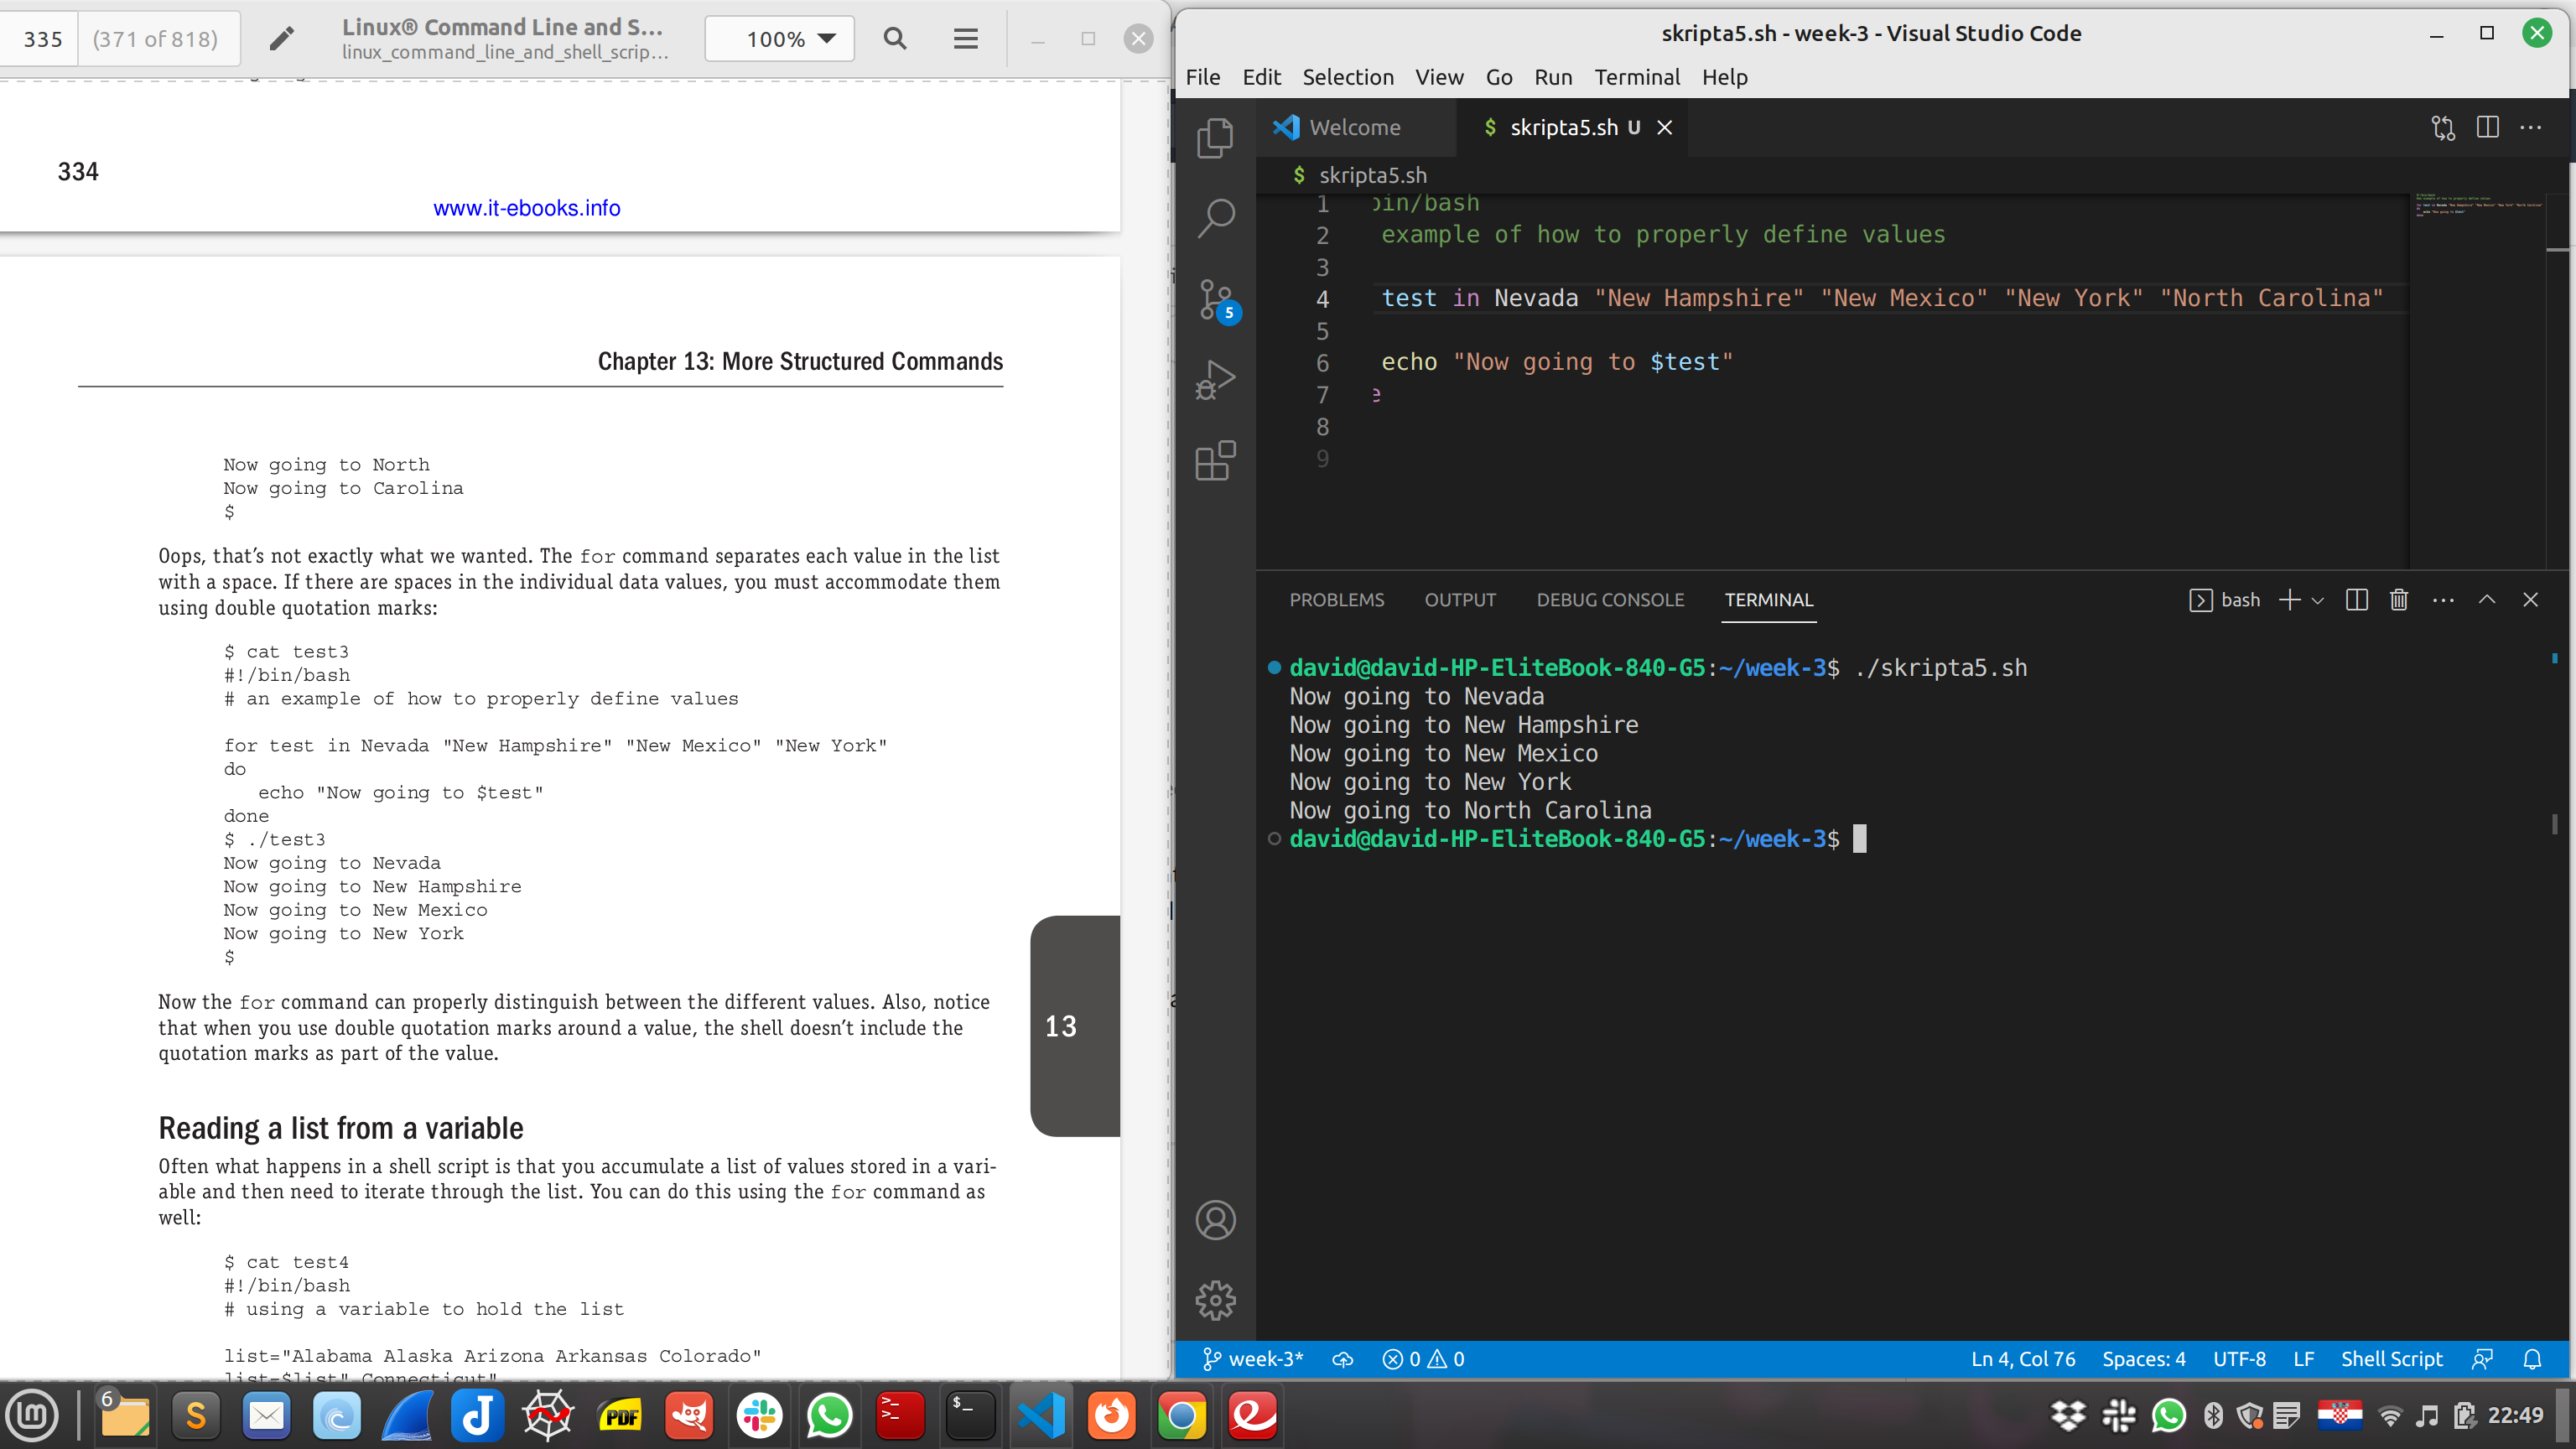 335
(371 of 818)
Linux® Command Line and S...
linux_command_line_and_shell_scrip...
100%
334
www.it-ebooks.info
Chapter 13: More Structured Commands
Now going to North
Now going to Carolina
$
Oops, that's not exactly what we wanted. The for command separates each value in the list
with a space. If there are spaces in the individual data values, you must accommodate them
using double quotation marks:
$ cat test3
#!/bin/bash
# an example of how to properly define values
for test in Nevada "New Hampshire" "New Mexico" "New York"
do
echo "Now going to $test"
done
$ ./test3
Now going to Nevada
Now going to New Hampshire
Now going to New Mexico
Now going to New York
$
Now the for command can properly distinguish between the different values. Also, notice
that when you use double quotation marks around a value, the shell doesn't include the
quotation marks as part of the value.
13
Reading a list from a variable
Often what happens in a shell script is that you accumulate a list of values stored in a vari-
able and then need to iterate through the list. You can do this using the for command as
well:
$ cat test4
#!/bin/bash
# using a variable to hold the list
list="Alabama Alaska Arizona Arkansas Colorado"
list=$list" Connecticut"
skripta5.sh - week-3 - Visual Studio Code
File Edit Selection View Go Run Terminal Help
Welcome
$ skripta5.sh U
$ skripta5.sh
5
1 bin/bash
2 example of how to properly define values
3
4 test in Nevada "New Hampshire" "New Mexico" "New York" "North Carolina"
5
6 echo "Now going to $test"
7 e
8
9
PROBLEMS OUTPUT DEBUG CONSOLE TERMINAL
bash
david@david-HP-EliteBook-840-G5:~/week-3$ ./skripta5.sh
Now going to Nevada
Now going to New Hampshire
Now going to New Mexico
Now going to New York
Now going to North Carolina
david@david-HP-EliteBook-840-G5:~/week-3$
week-3* 0 0
Ln 4, Col 76 Spaces: 4 UTF-8 LF Shell Script
6
PDF
22:49